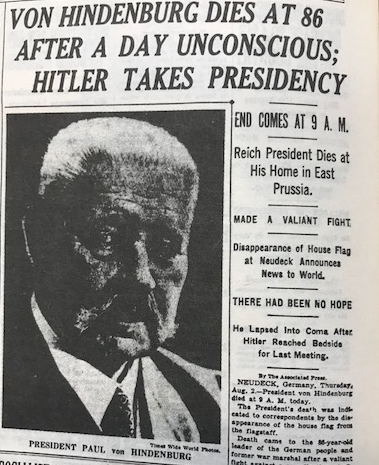 VON HINDENBURG DIES AT 86
AFTER A DAY UNCONSCIOUS;
HITLER TAKES PRESIDENCY
END COMES AT 9 A. M.
Reich President Dies at
His Home in East
Prussia.
MADE A VALIANT FIGHT
Disappearance of House Flag
at Neudeck Announces
News to World.
THERE HAD BEEN NO HOPE
He Lapsed Into Coma After
Hitler Reached Bedside
for Last Meeting.
By The Associated Press.
NEUDECK, Germany, Thursday,
Aug. 2.—President von Hindenburg
died at 9 A. M. today.
The President's death was indi-
cated to correspondents by the dis-
appearance of the house flag from
the flagstaff.
Death came to the 86-year-old
leader of the German people and
former war marshal after a valiant
fight against
Times Wide World Photos.
PRESIDENT PAUL von HINDENBURG